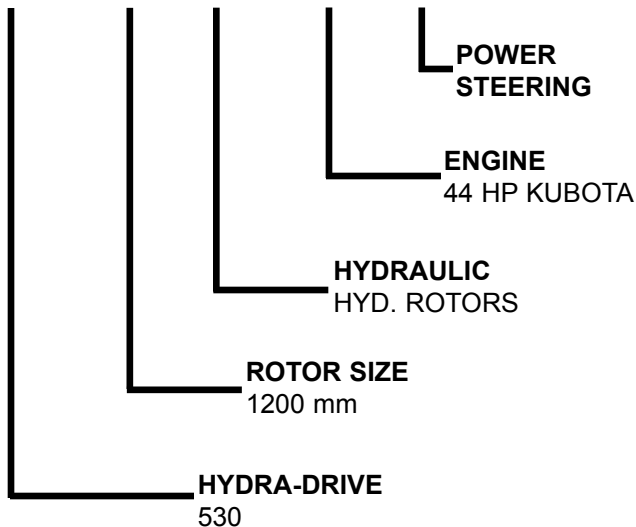 POWER
STEERING
ENGINE
44 HP KUBOTA
HYDRAULIC
HYD. ROTORS
ROTOR SIZE
1200 mm
HYDRA-DRIVE
530